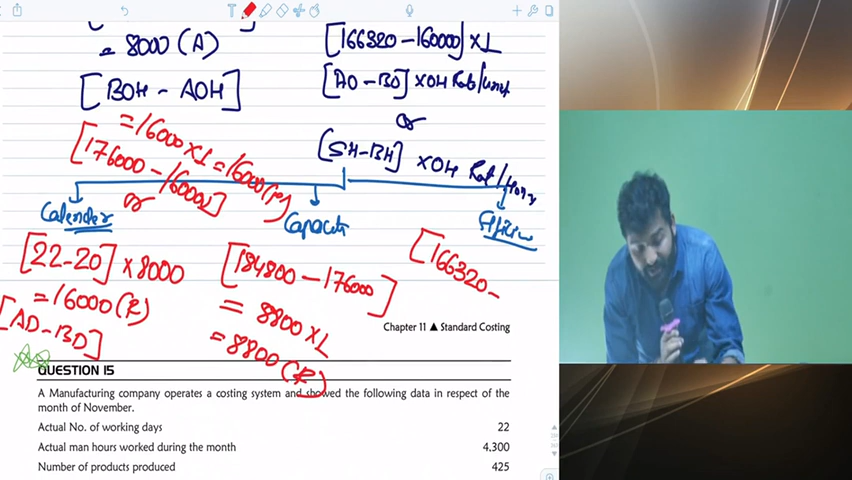 = 8000 (A)
[166320 - 160000] × 1
[BOH - AOH]
[AO - BO] × OH Rate/unit
or
[SH - BH] × OH Rate/Hour
= 16000 × 1 = 16000 (F)
[176000 - 160000]
or
Calender
Capacity
[22 - 20] × 8000
= 16000 (F)
[AD - BD]
[184800 - 176000]
= 8800 × 1
= 8800 (F)
[166320 -
Chapter 11 ▲ Standard Costing
QUESTION 15
A Manufacturing company operates a costing system and showed the following data in respect of the
month of November.
Actual No. of working days 22
Actual man hours worked during the month 4,300
Number of products produced 425